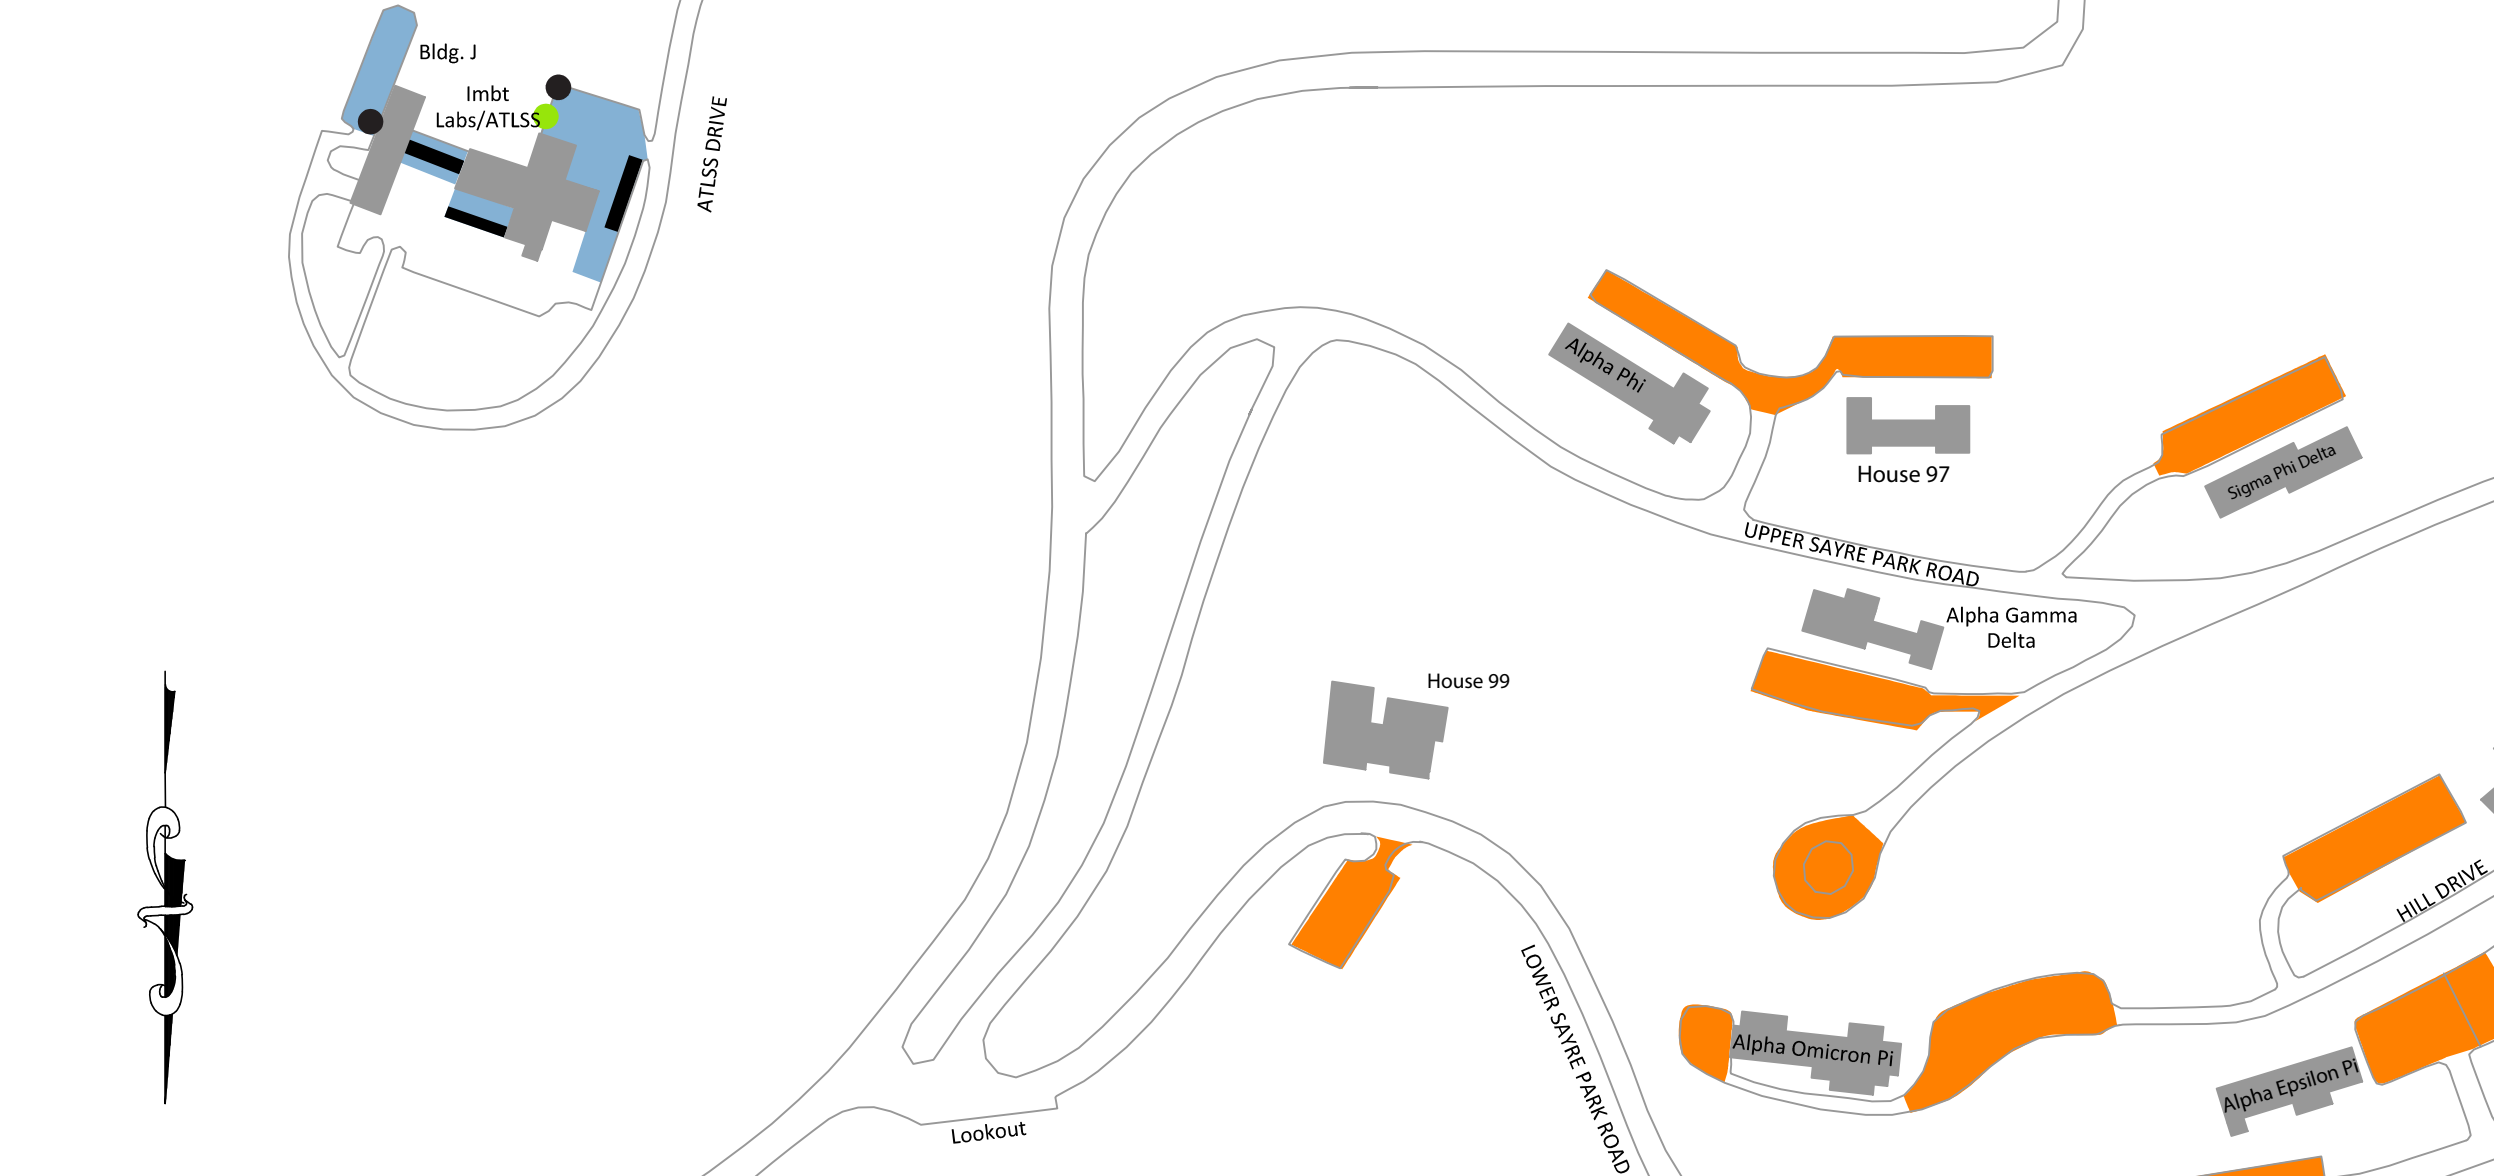 Bldg. J
Imbt
Labs/ATLSS
ATLSS DRIVE
Alpha Phi
House 97
Sigma Phi Delta
UPPER SAYRE PARK ROAD
Alpha Gamma
Delta
House 99
HILL DRIVE
LOWER SAYRE PARK ROAD
Alpha Omicron Pi
Alpha Epsilon Pi
Lookout